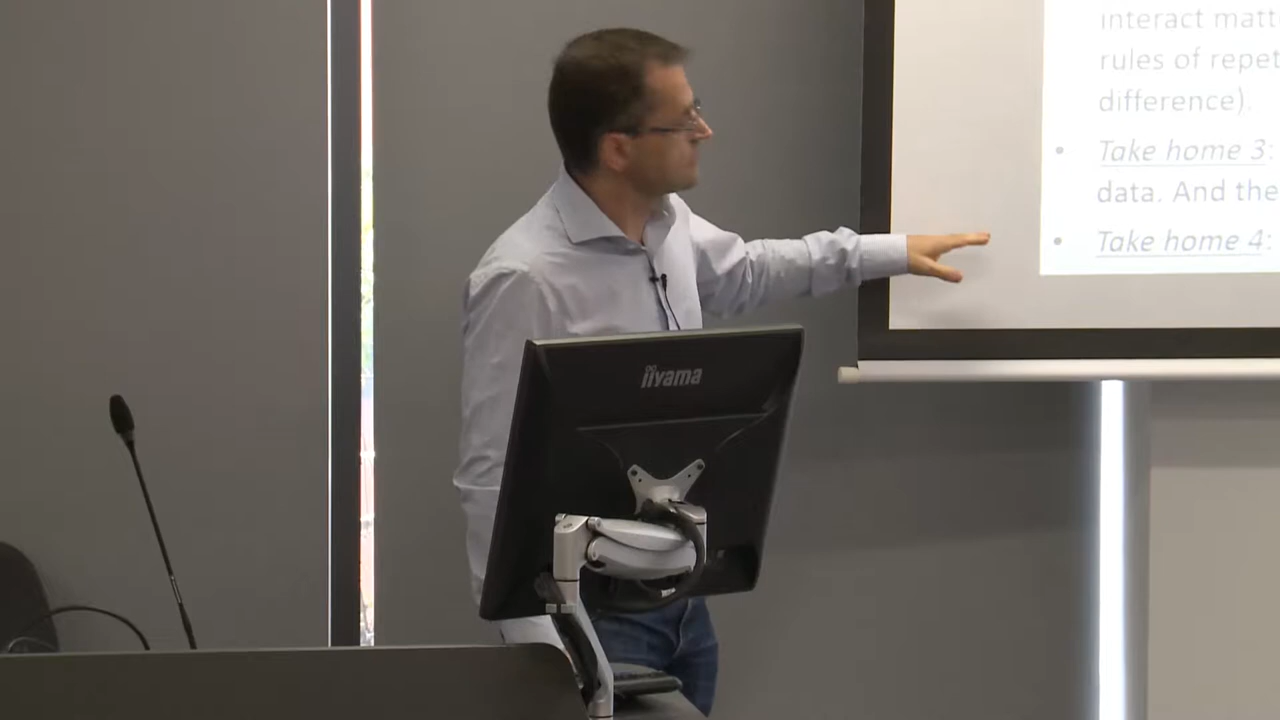 interact matt
rules of repet
difference).
• Take home 3:
data. And the
• Take home 4:
iiyama